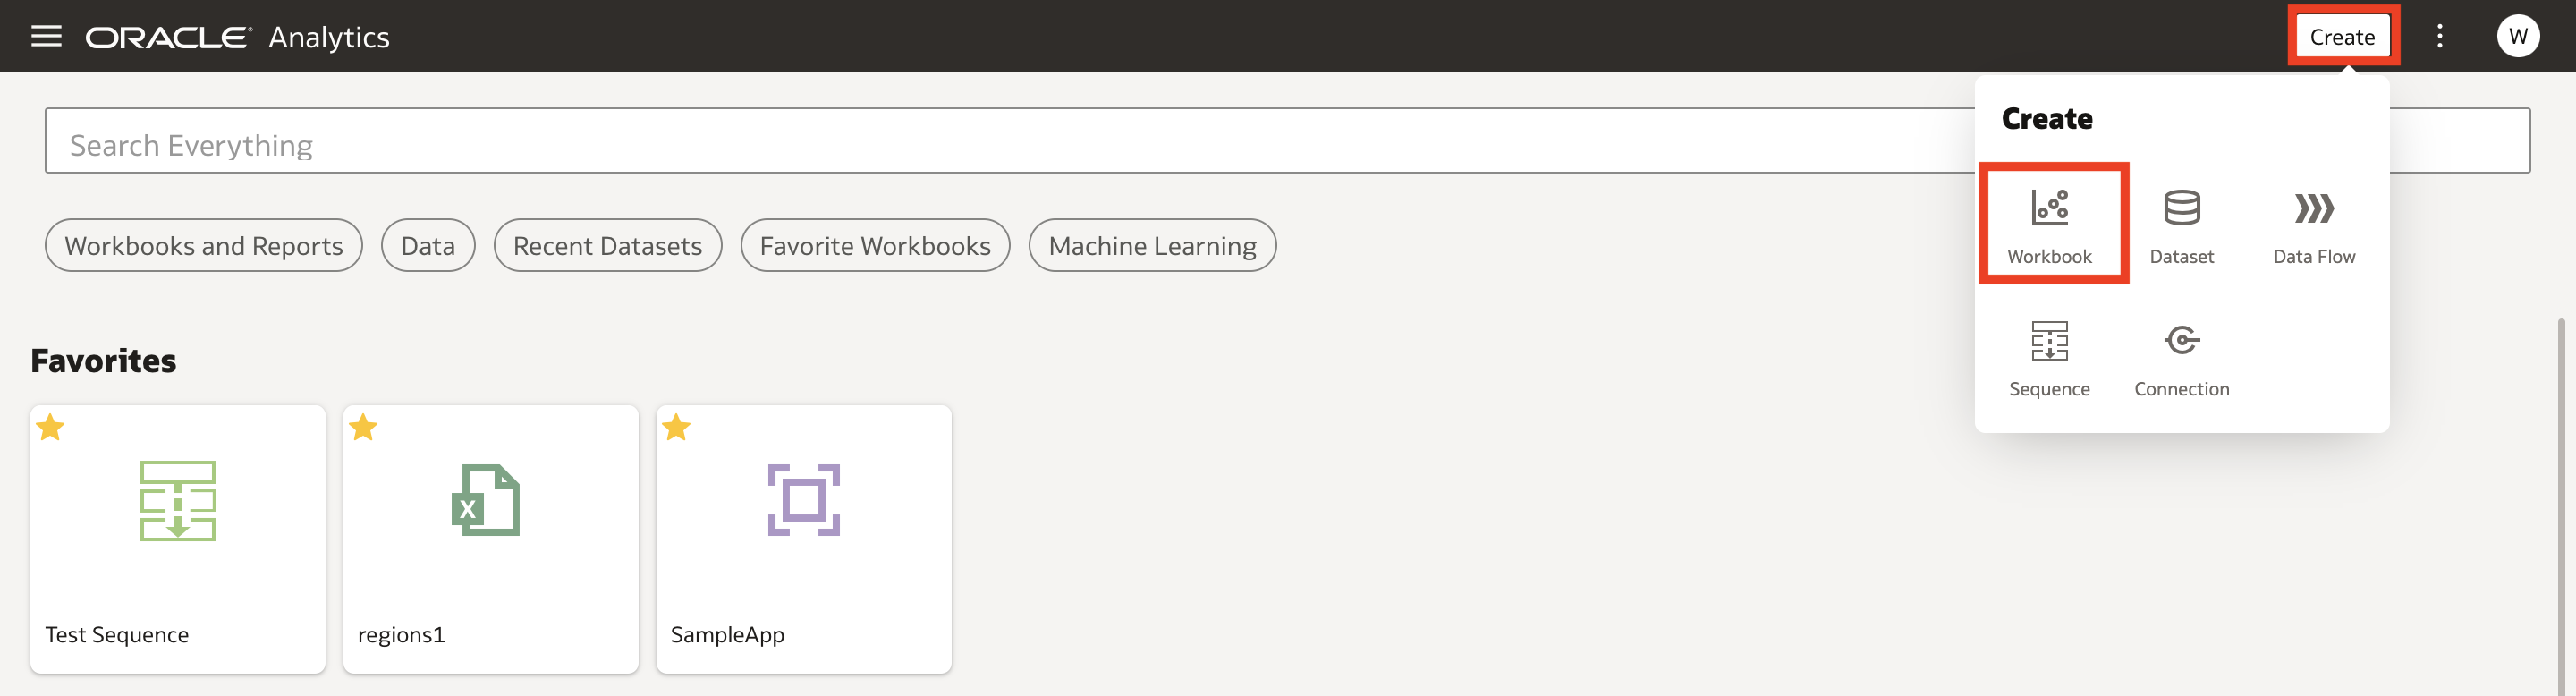 ORACLE Analytics
Create
W
Create
Search Everything
Workbooks and Reports
Data
Recent Datasets
Favorite Workbooks
Machine Learning
Workbook
Dataset
Data Flow
Sequence
Connection
Favorites
X
Test Sequence
regions1
SampleApp